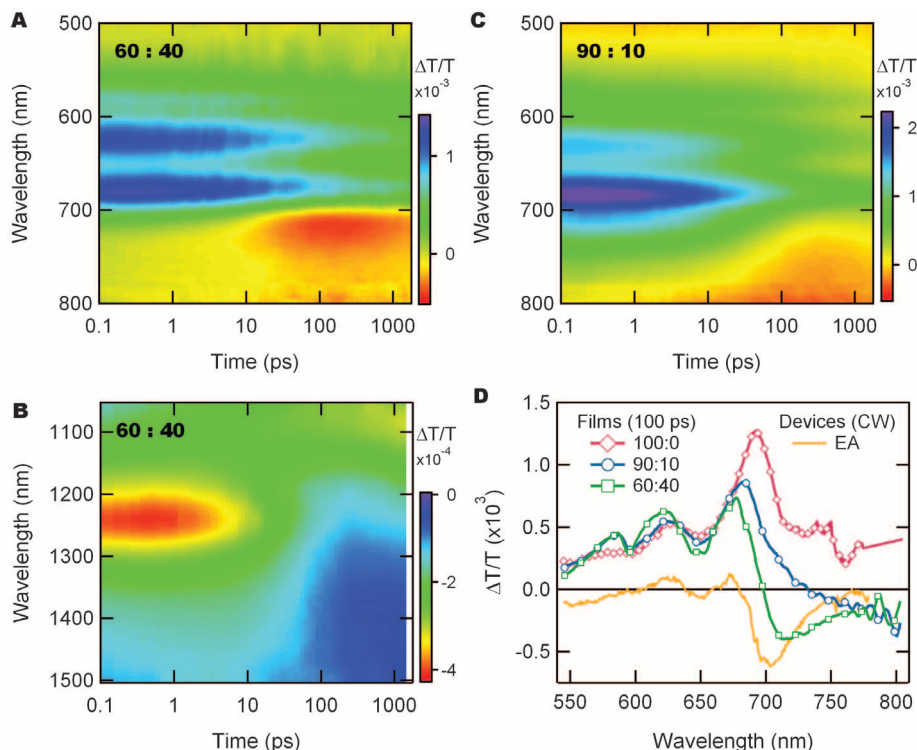 A
60 : 40
500
600
700
800
Wavelength (nm)
0.1
1
10
100
1000
Time (ps)
ΔT/T
x10⁻³
1
0
C
90 : 10
500
600
700
800
Wavelength (nm)
0.1
1
10
100
1000
Time (ps)
ΔT/T
x10⁻³
2
1
0
B
60 : 40
1100
1200
1300
1400
1500
Wavelength (nm)
0.1
1
10
100
1000
Time (ps)
ΔT/T
x10⁻⁴
0
-2
-4
D
1.5
1.0
0.5
0.0
-0.5
ΔT/T (x10⁻³)
Films (100 ps)
100:0
90:10
60:40
Devices (CW)
EA
550
600
650
700
750
800
Wavelength (nm)